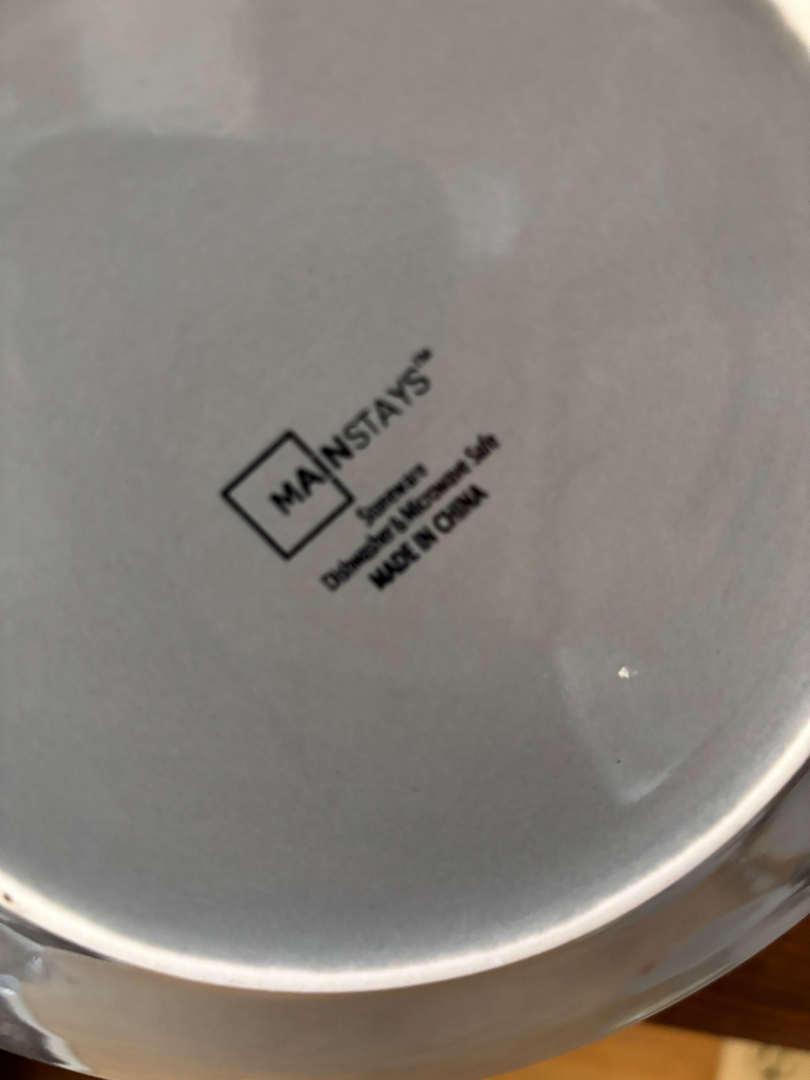 MAINSTAYS™
Stoneware
Dishwasher & Microwave Safe
MADE IN CHINA